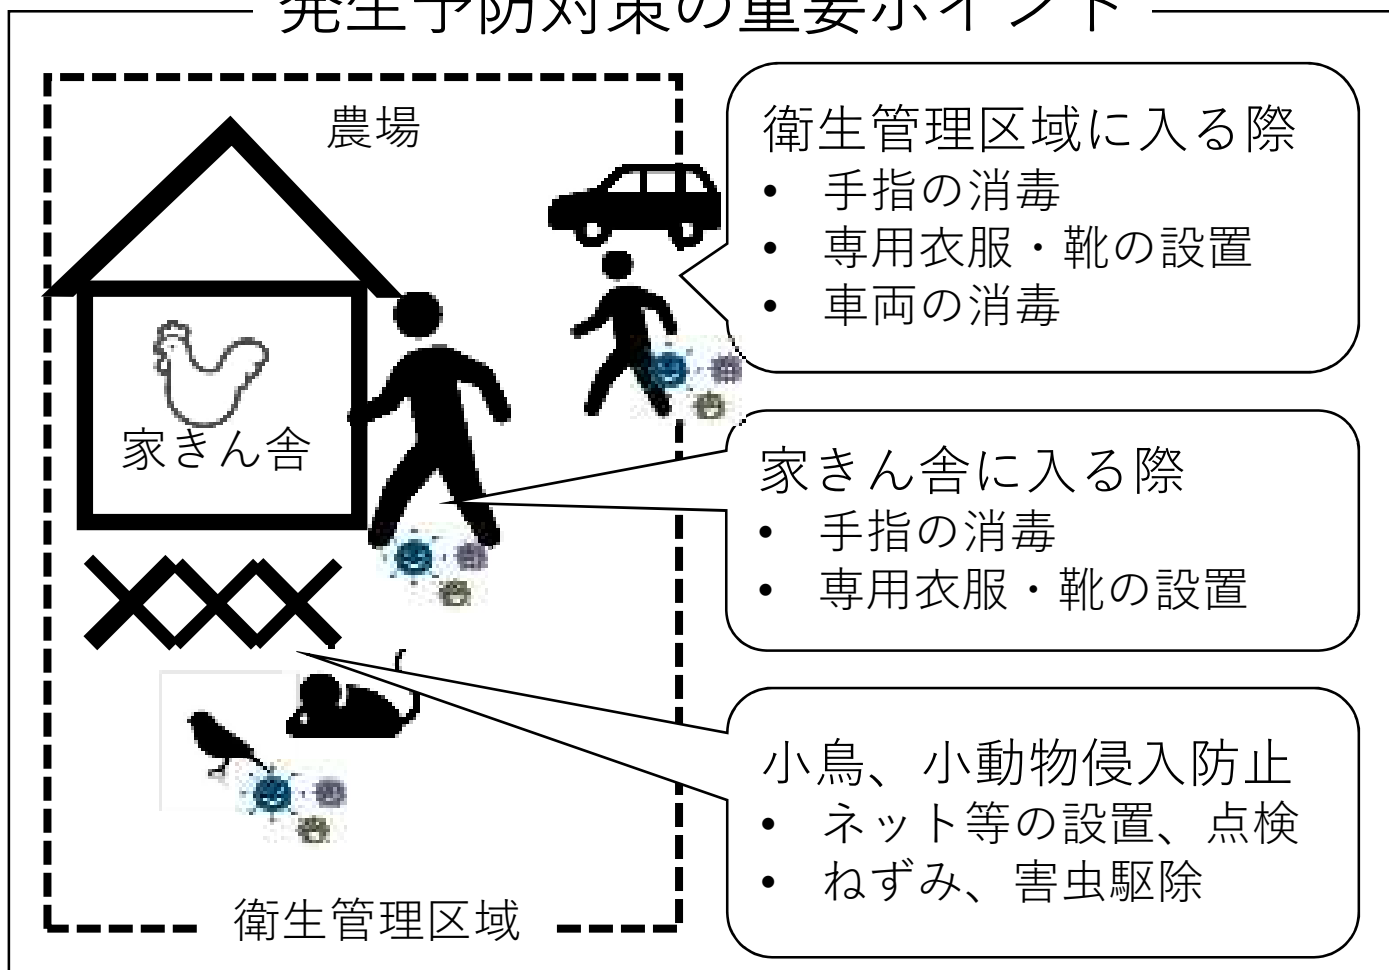 発生予防対策の重要ポイント
農場
家きん舎
衛生管理区域
衛生管理区域に入る際
• 手指の消毒
• 専用衣服・靴の設置
• 車両の消毒
家きん舎に入る際
• 手指の消毒
• 専用衣服・靴の設置
小鳥、小動物侵入防止
• ネット等の設置、点検
• ねずみ、害虫駆除